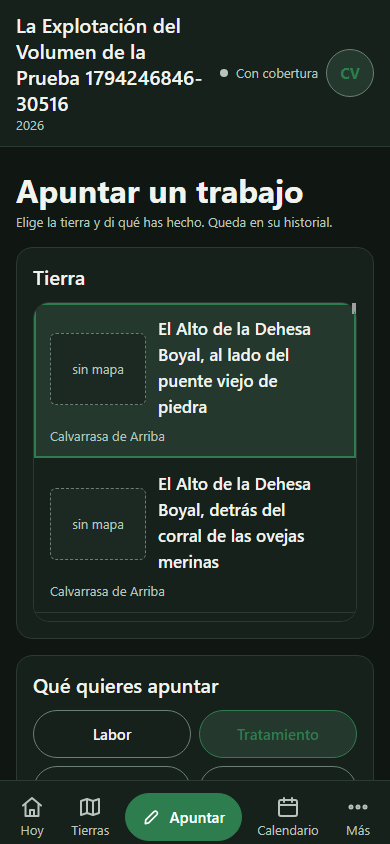 La Explotación del
Volumen de la
Prueba 1794246846-
30516
2026
Con cobertura
CV
Apuntar un trabajo
Elige la tierra y di qué has hecho. Queda en su historial.
Tierra
sin mapa
El Alto de la Dehesa
Boyal, al lado del
puente viejo de
piedra
Calvarrasa de Arriba
sin mapa
El Alto de la Dehesa
Boyal, detrás del
corral de las ovejas
merinas
Calvarrasa de Arriba
Qué quieres apuntar
Labor
Tratamiento
Hoy
Tierras
Apuntar
Calendario
Más